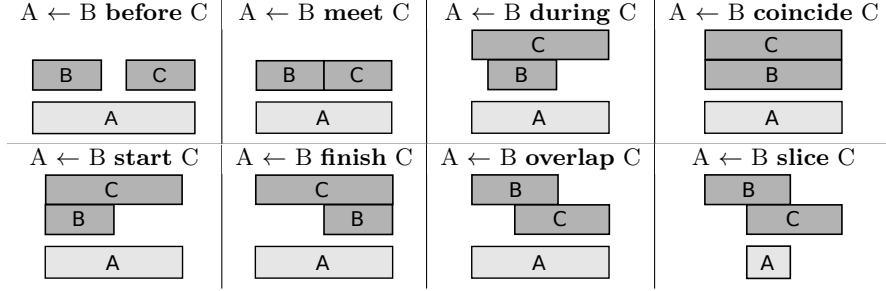 A ← B before C
A ← B meet C
A ← B during C
A ← B coincide C
B
C
A
B
C
A
C
B
A
C
B
A
A ← B start C
A ← B finish C
A ← B overlap C
A ← B slice C
C
B
A
C
B
A
B
C
A
B
C
A